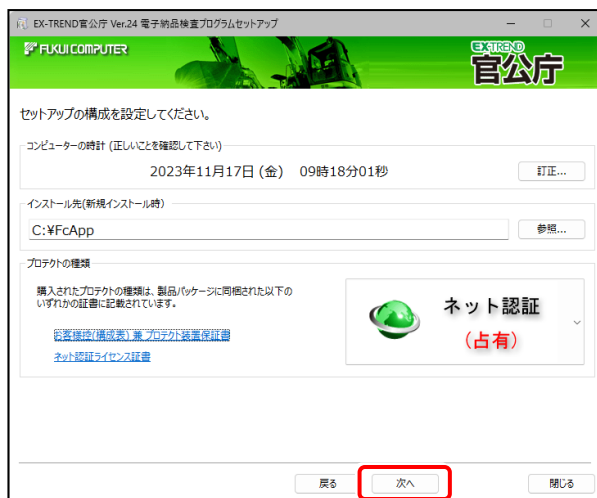 EX-TREND官公庁 Ver.24 電子納品検査プログラムセットアップ
FUKUI COMPUTER
EX-TREND
官公庁
セットアップの構成を設定してください。
コンピューターの時計 (正しいことを確認して下さい)
2023年11月17日 (金) 09時18分01秒
訂正...
インストール先(新規インストール時)
C:¥FcApp
参照...
プロテクトの種類
購入されたプロテクトの種類は、製品パッケージに同梱された以下の
いずれかの証書に記載されています。
お客様控(構成表) 兼 プロテクト装置保証書
ネット認証ライセンス証書
ネット認証
(占有)
戻る
次へ
閉じる